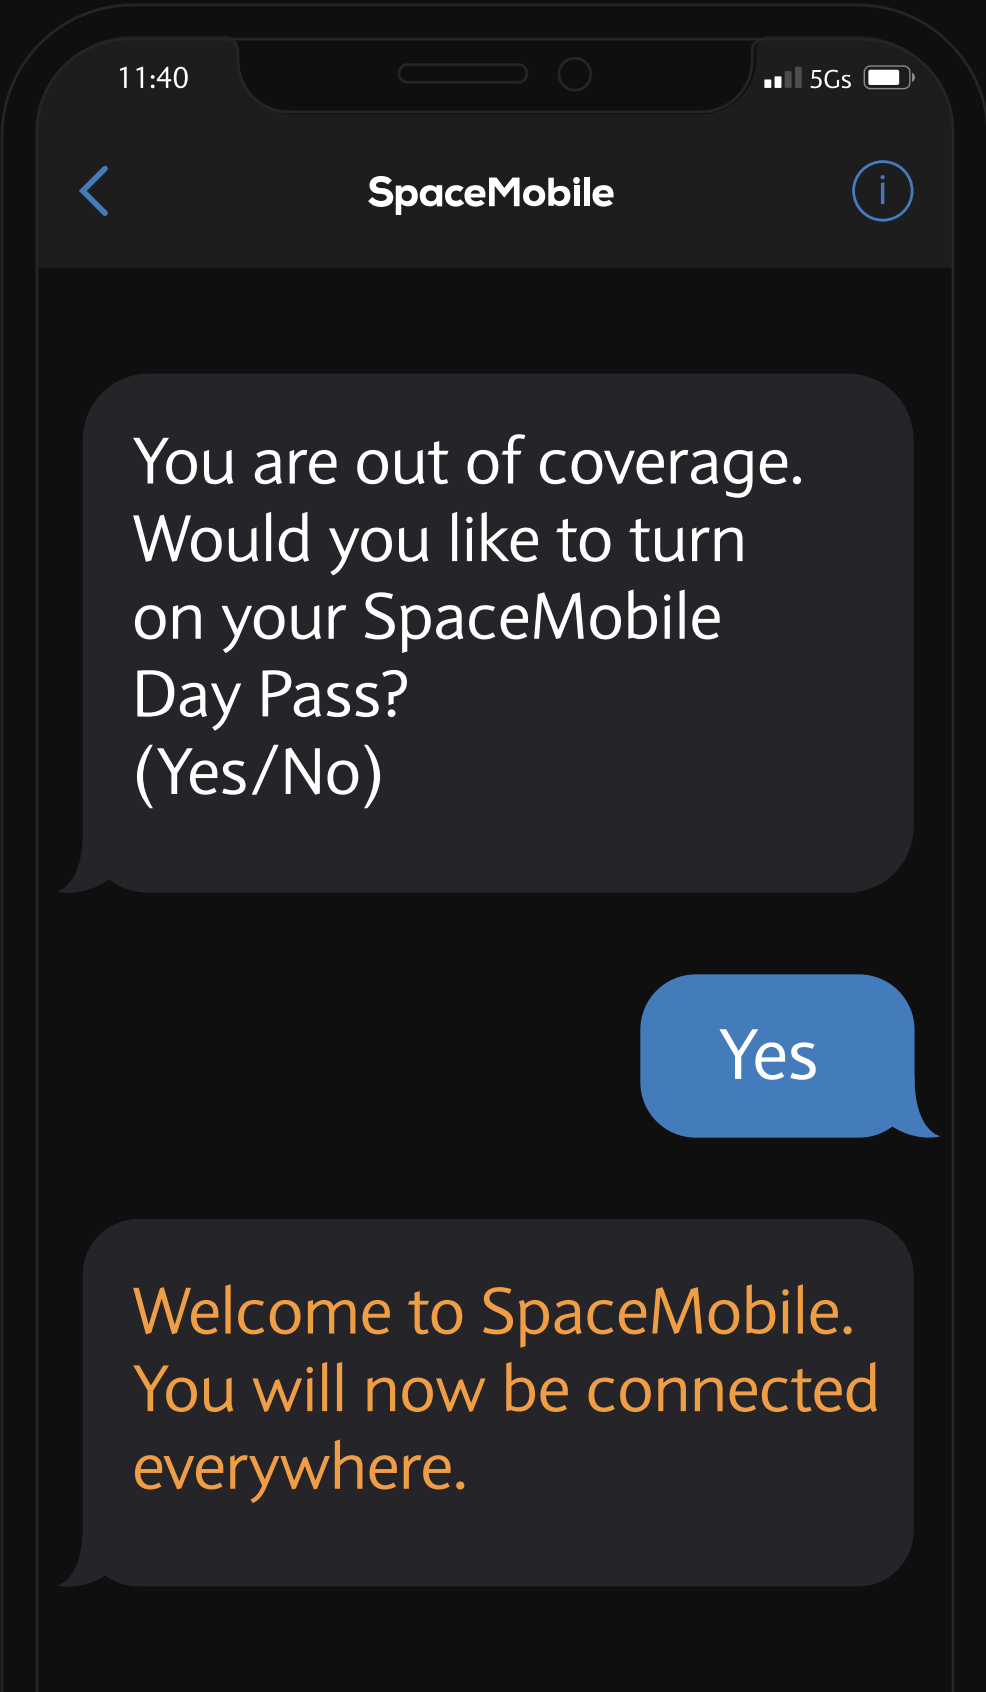 11:40
5Gs
SpaceMobile
i
You are out of coverage.
Would you like to turn
on your SpaceMobile
Day Pass?
(Yes/No)
Yes
Welcome to SpaceMobile.
You will now be connected
everywhere.